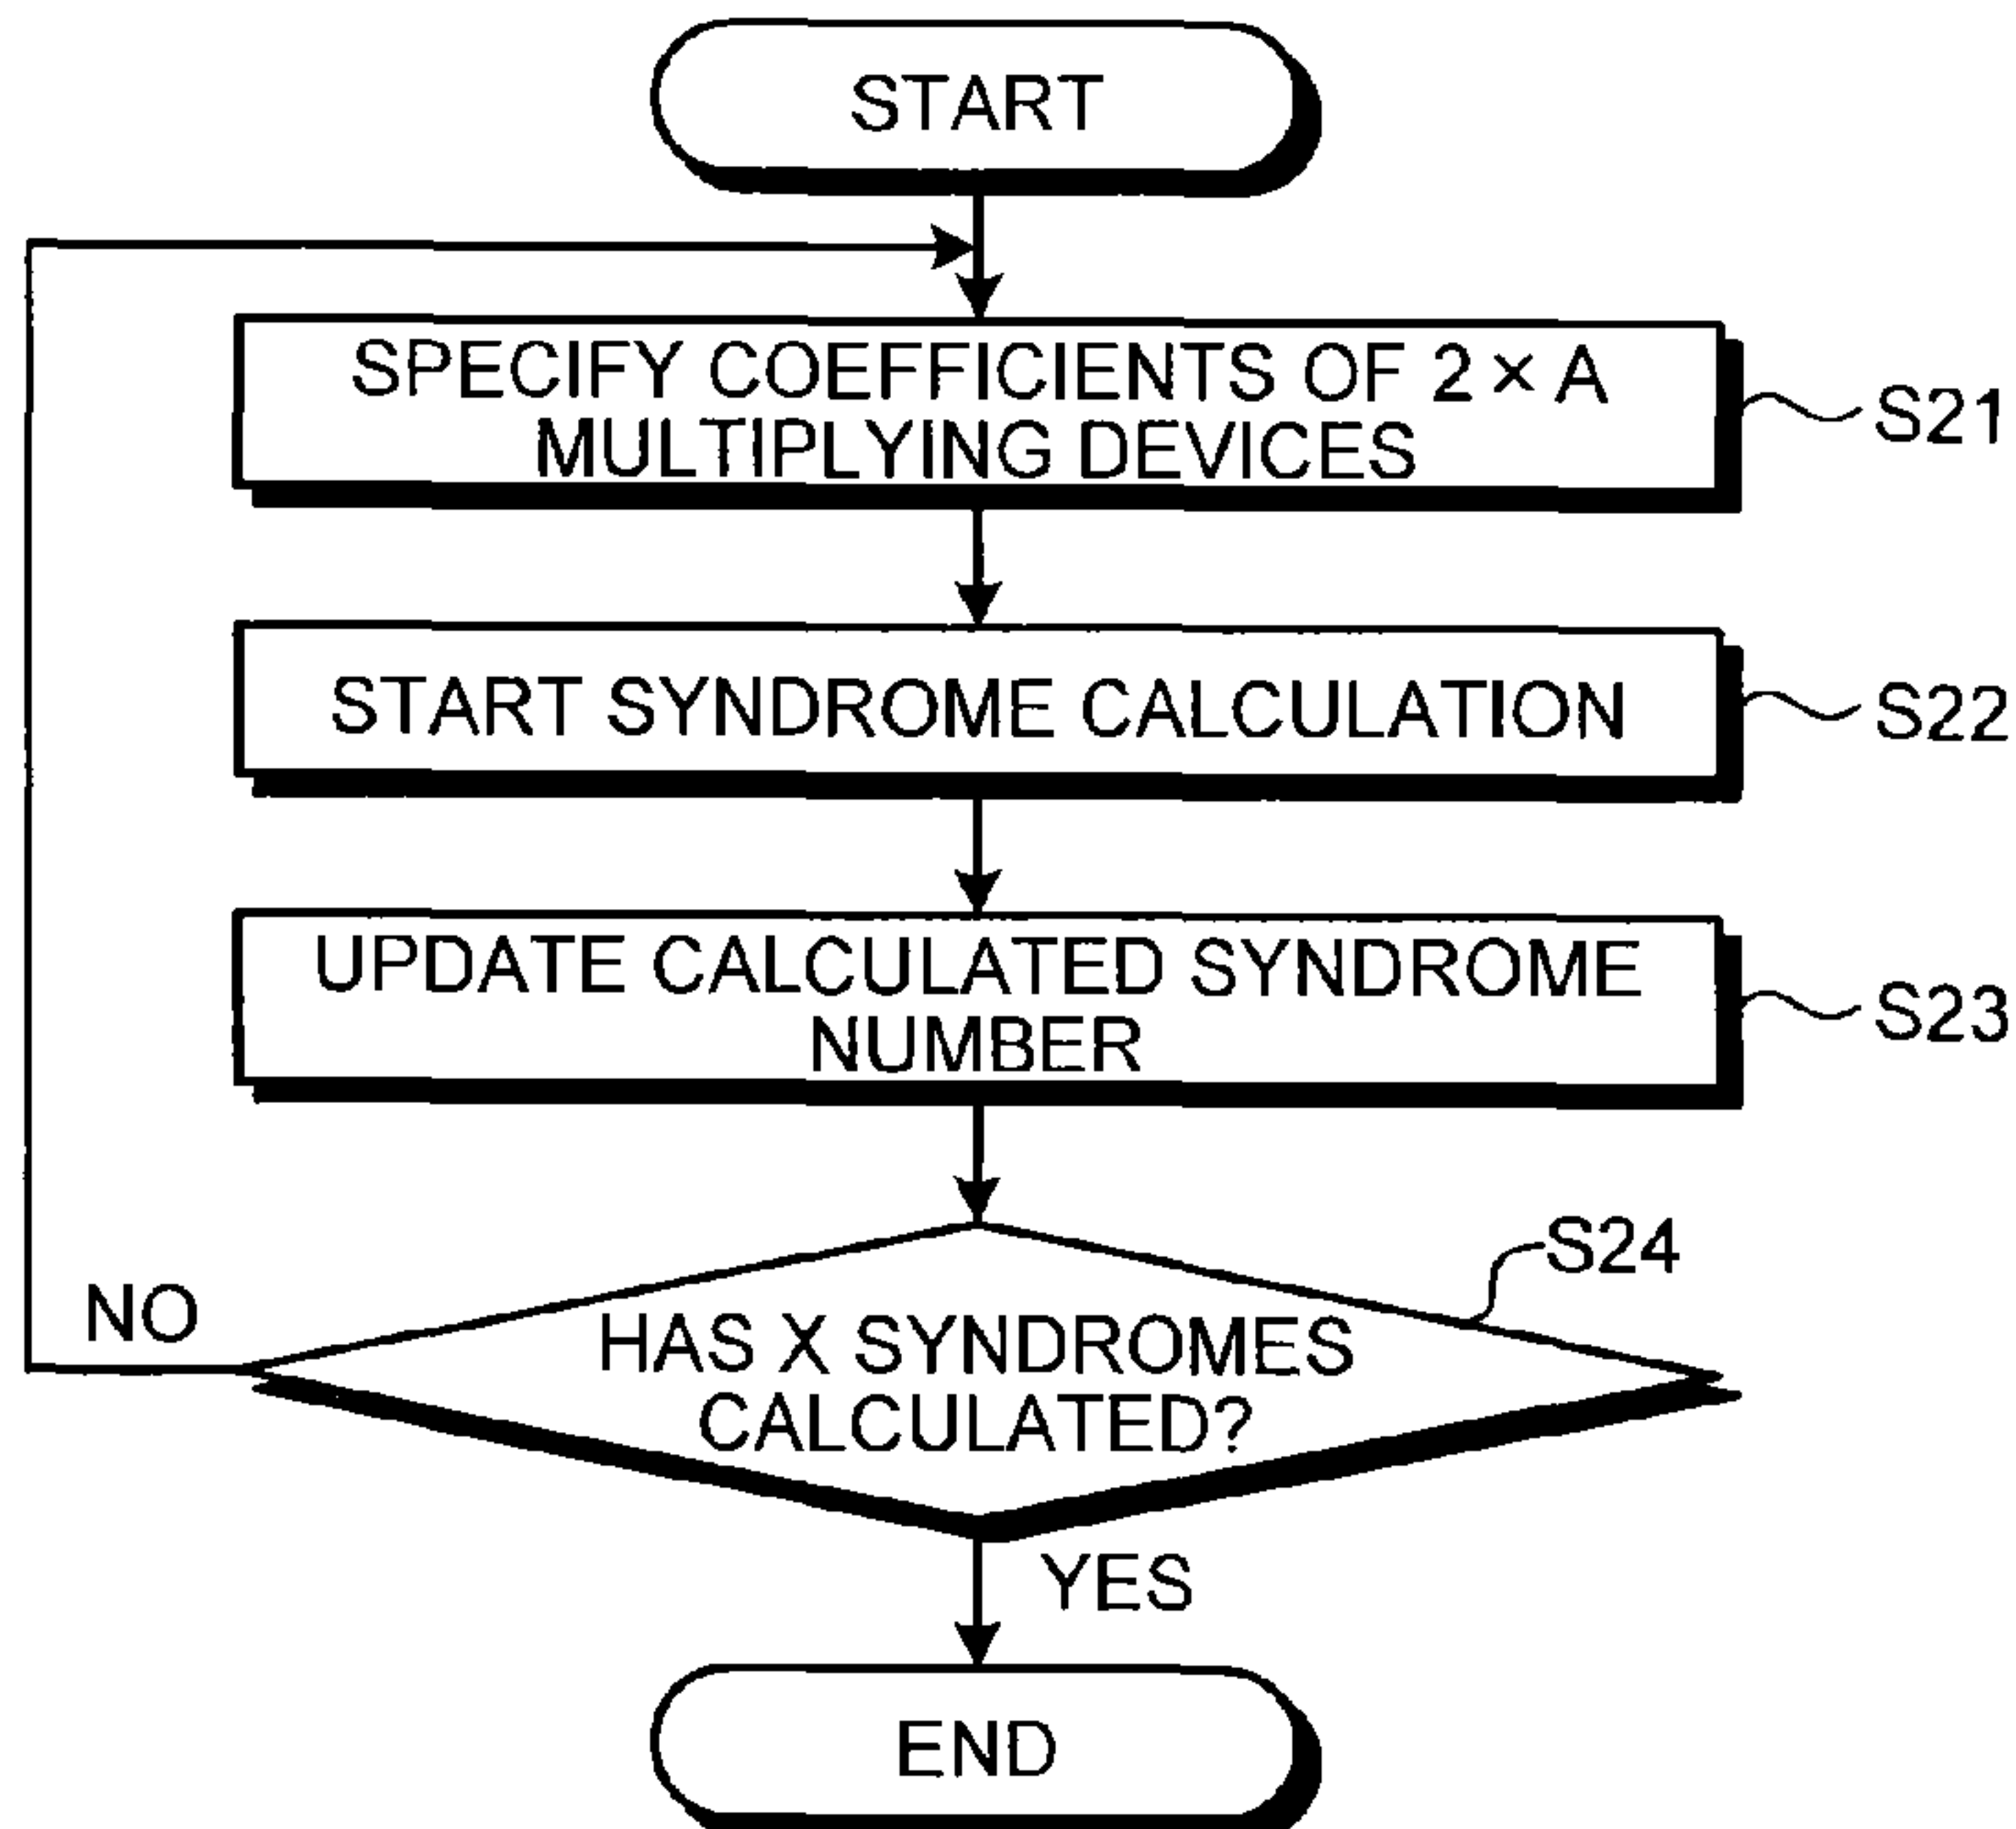 START
SPECIFY COEFFICIENTS OF 2 × A
MULTIPLYING DEVICES
S21
START SYNDROME CALCULATION
S22
UPDATE CALCULATED SYNDROME
NUMBER
S23
S24
NO
HAS X SYNDROMES
CALCULATED?
YES
END